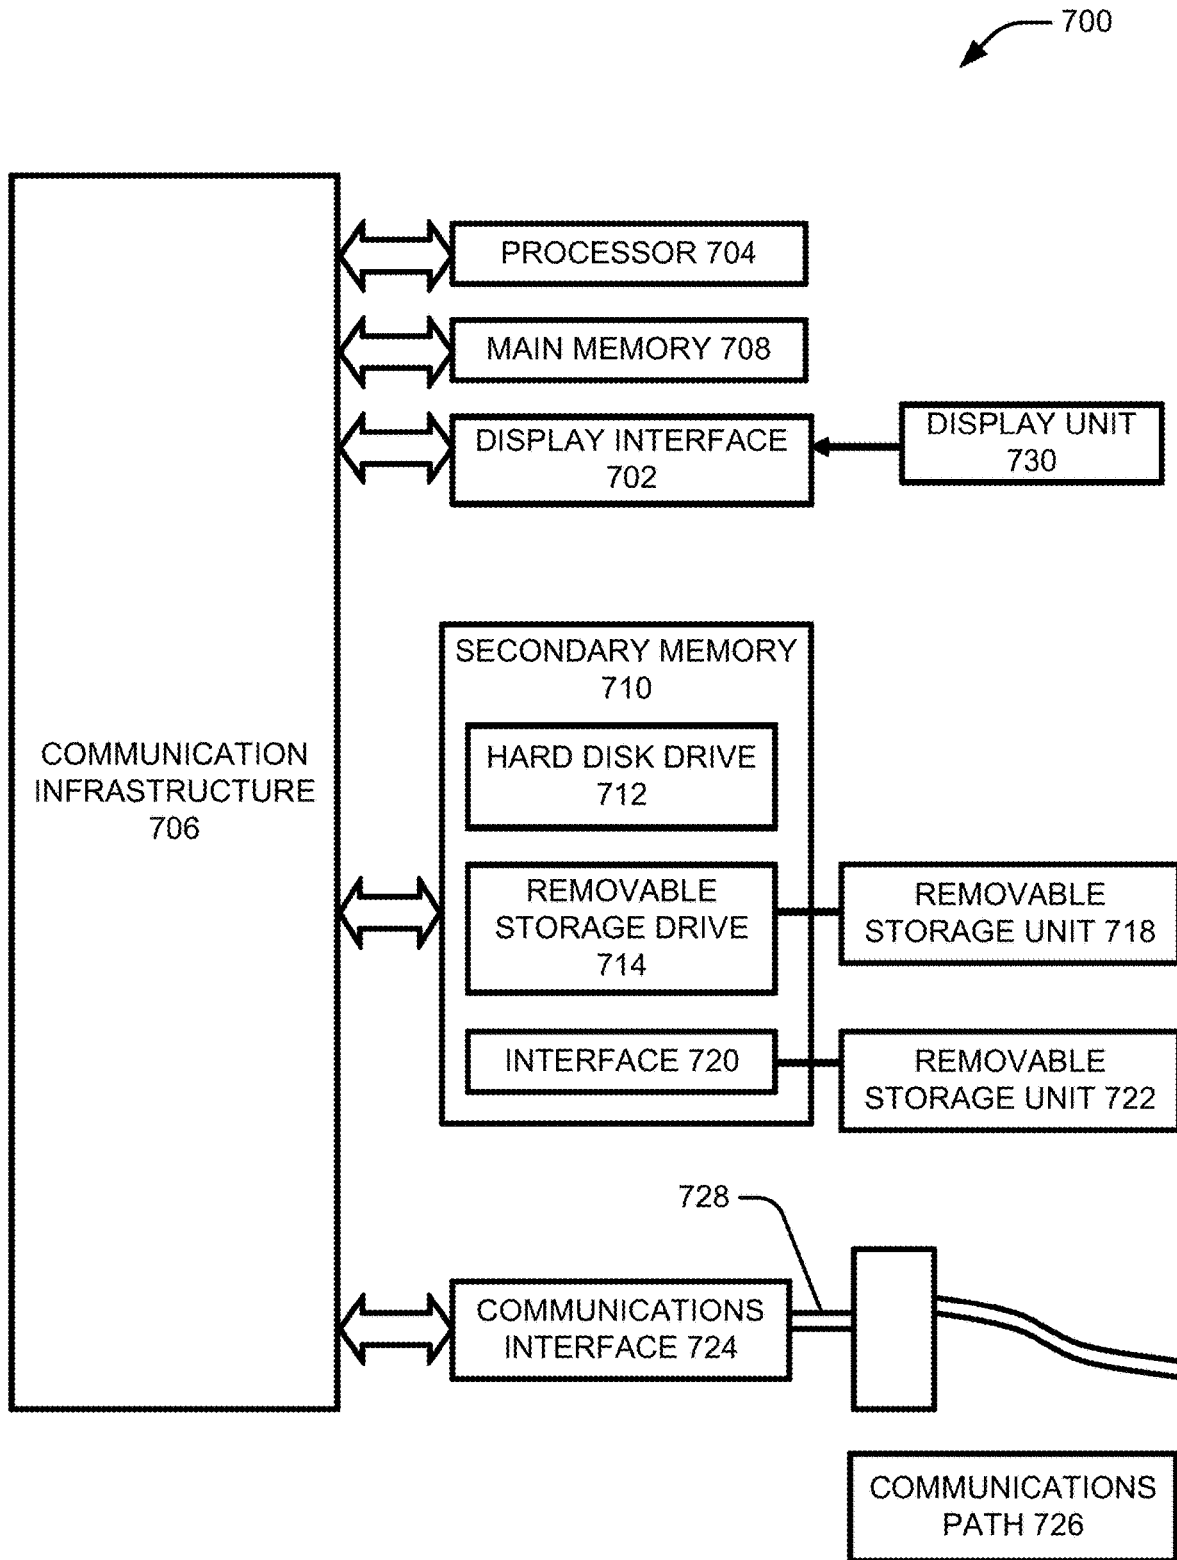 700
PROCESSOR 704
MAIN MEMORY 708
DISPLAY INTERFACE
702
DISPLAY UNIT
730
SECONDARY MEMORY
710
HARD DISK DRIVE
712
COMMUNICATION
INFRASTRUCTURE
706
REMOVABLE
STORAGE DRIVE
714
REMOVABLE
STORAGE UNIT 718
INTERFACE 720
REMOVABLE
STORAGE UNIT 722
728
COMMUNICATIONS
INTERFACE 724
COMMUNICATIONS
PATH 726